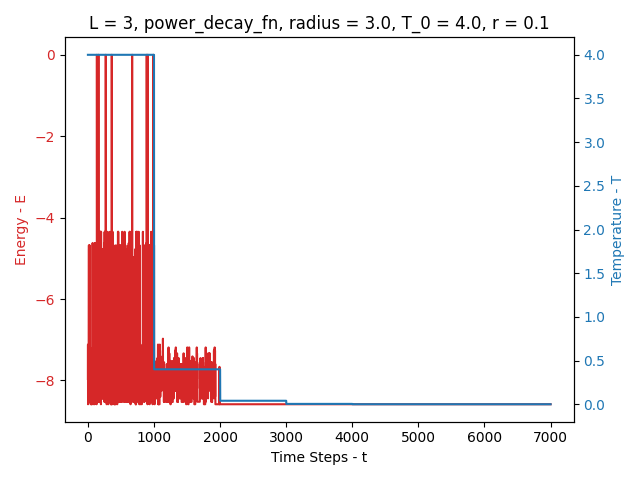 L = 3, power_decay_fn, radius = 3.0, T_0 = 4.0, r = 0.1
Energy - E
0
−2
−4
−6
−8
Temperature - T
4.0
3.5
3.0
2.5
2.0
1.5
1.0
0.5
0.0
0 1000 2000 3000 4000 5000 6000 7000
Time Steps - t